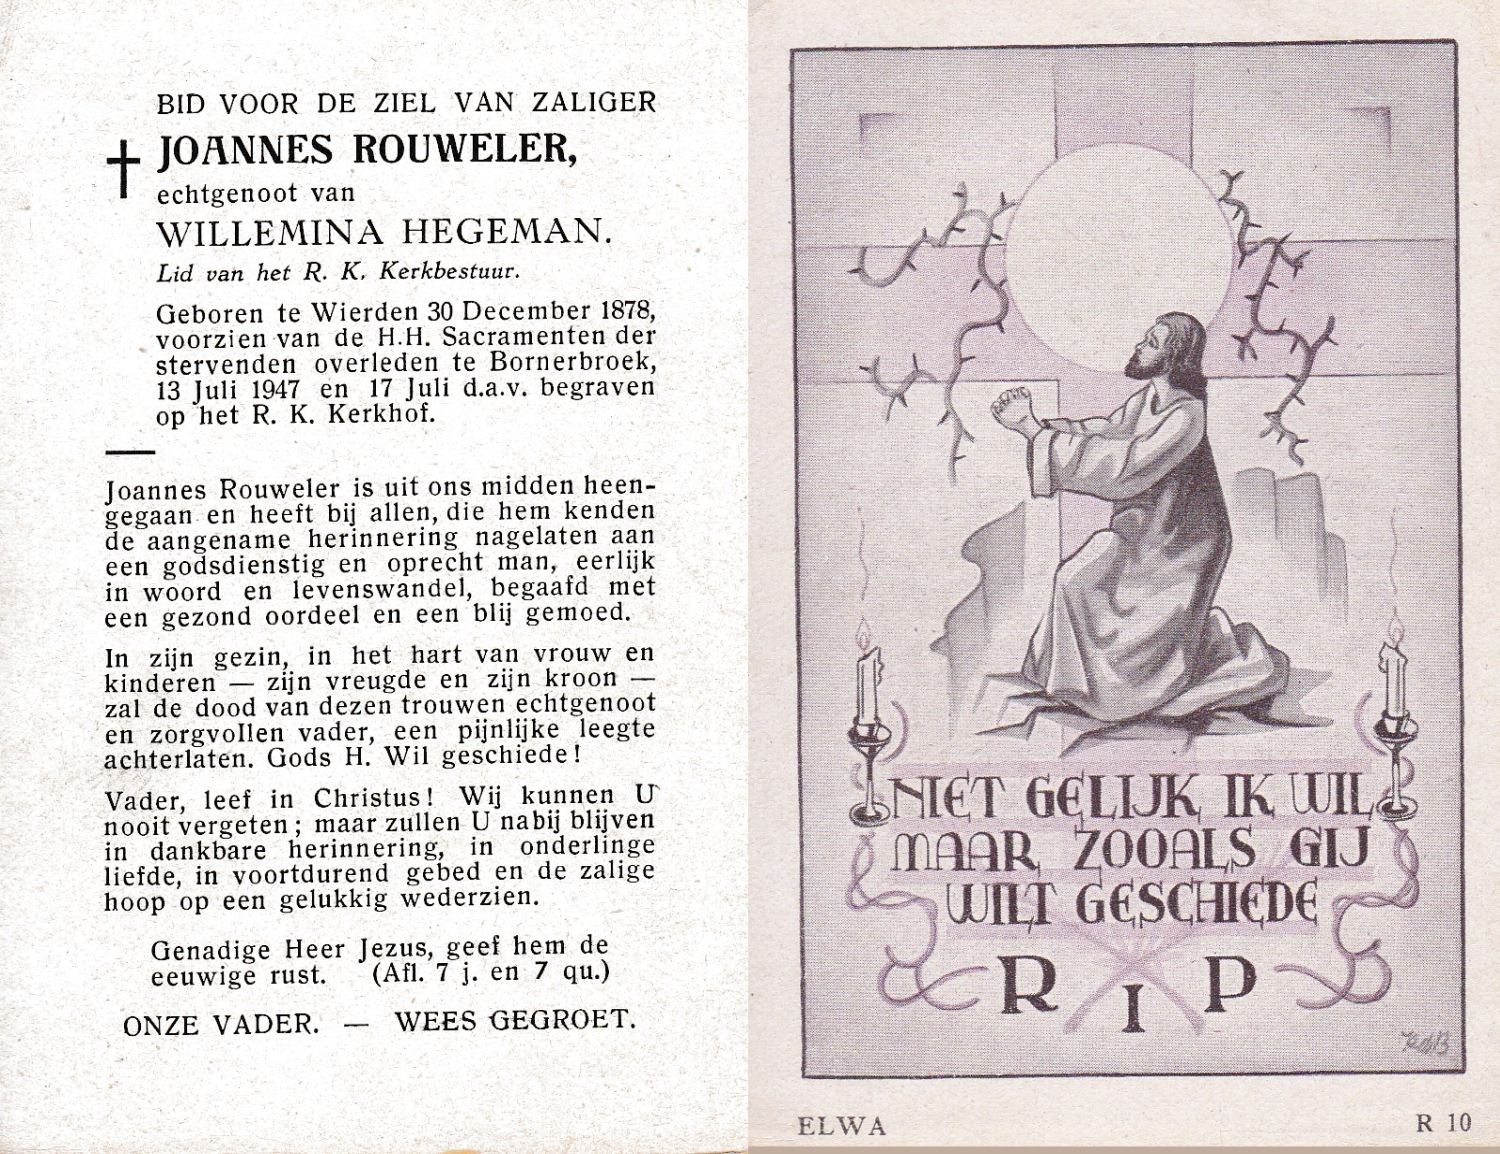 BID VOOR DE ZIEL VAN ZALIGER
JOANNES ROUWELER,
echtgenoot van
WILLEMINA HEGEMAN.
Lid van het R. K. Kerkbestuur.
Geboren te Wierden 30 December 1878,
voorzien van de H.H. Sacramenten der
stervenden overleden te Bornerbroek,
13 Juli 1947 en 17 Juli d.a.v. begraven
op het R. K. Kerkhof.
Joannes Rouweler is uit ons midden heen-
gegaan en heeft bij allen, die hem kenden
de aangename herinnering nagelaten aan
een godsdienstig en oprecht man, eerlijk
in woord en levenswandel, begaafd met
een gezond oordeel en een blij gemoed.
In zijn gezin, in het hart van vrouw en
kinderen — zijn vreugde en zijn kroon —
zal de dood van dezen trouwen echtgenoot
en zorgvollen vader, een pijnlijke leegte
achterlaten. Gods H. Wil geschiede!
Vader, leef in Christus! Wij kunnen U
nooit vergeten; maar zullen U nabij blijven
in dankbare herinnering, in onderlinge
liefde, in voortdurend gebed en de zalige
hoop op een gelukkig wederzien.
Genadige Heer Jezus, geef hem de
eeuwige rust. (Afl. 7 j. en 7 qu.)
ONZE VADER. — WEES GEGROET.
NIET GELIJK IK WIL
MAAR ZOOALS GIJ
WILT GESCHIEDE
R I P
ELWA
R 10